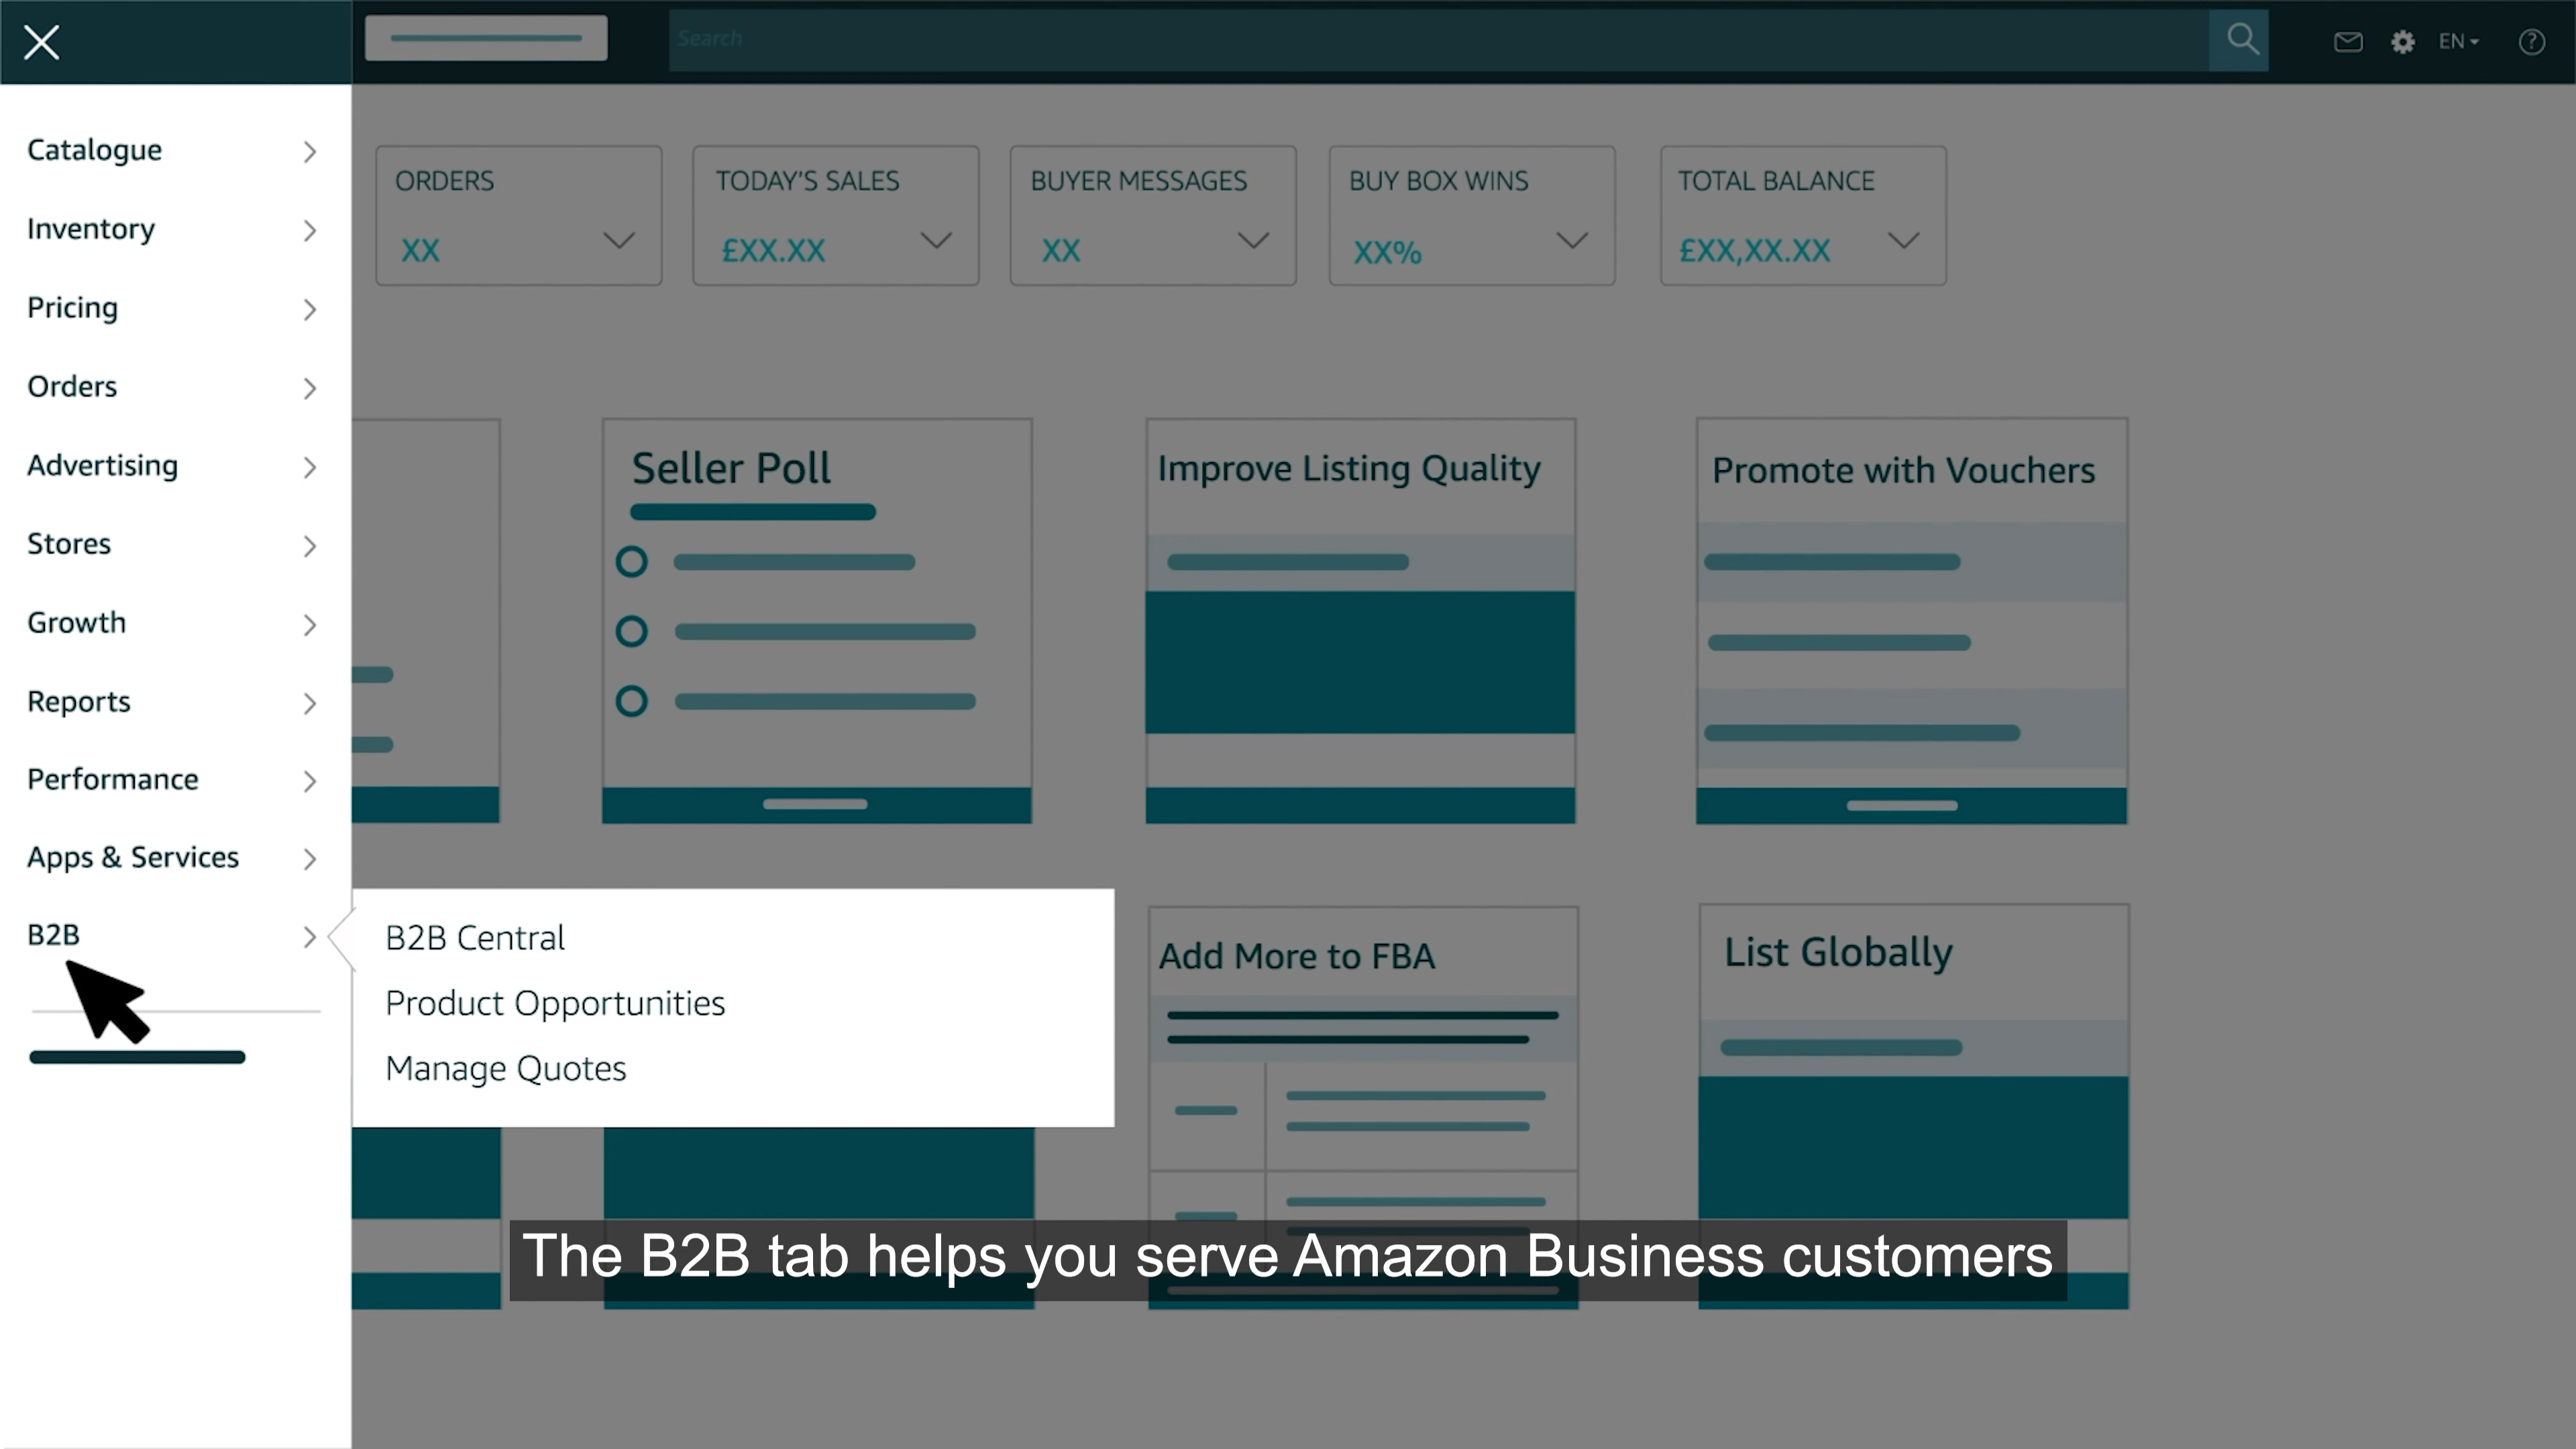 Search
EN
Catalogue
Inventory
Pricing
Orders
Advertising
Stores
Growth
Reports
Performance
Apps & Services
B2B
ORDERS
XX
TODAY'S SALES
£XX.XX
BUYER MESSAGES
XX
BUY BOX WINS
XX%
TOTAL BALANCE
£XX,XX.XX
Seller Poll
Improve Listing Quality
Promote with Vouchers
B2B Central
Product Opportunities
Manage Quotes
Add More to FBA
List Globally
The B2B tab helps you serve Amazon Business customers